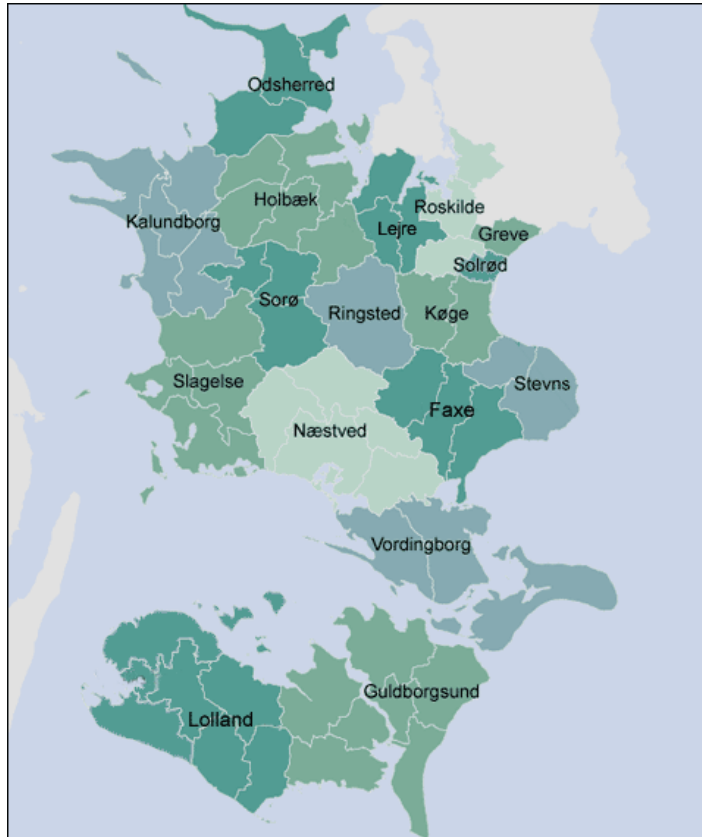 Odsherred
Holbæk
Roskilde
Kalundborg
Lejre
Greve
Solrød
Sorø
Ringsted
Køge
Slagelse
Stevns
Faxe
Næstved
Vordingborg
Guldborgsund
Lolland